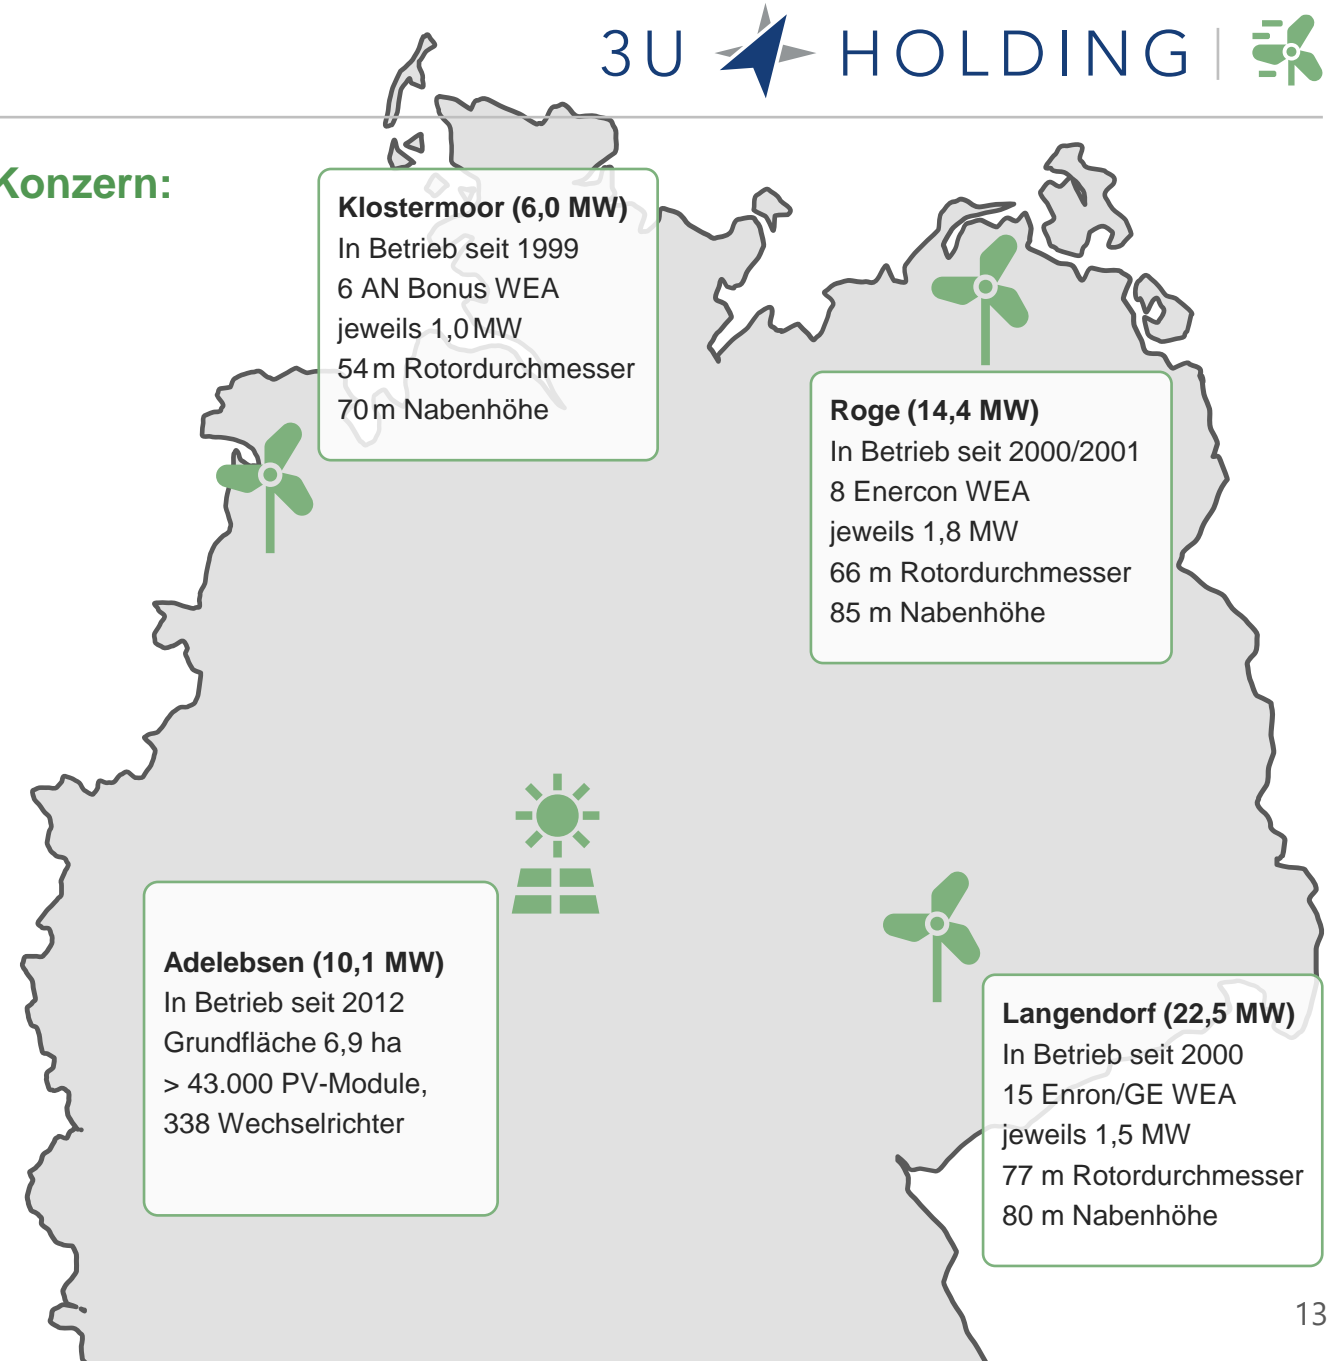 3U HOLDING
Konzern:
Klostermoor (6,0 MW)
In Betrieb seit 1999
6 AN Bonus WEA
jeweils 1,0 MW
54 m Rotordurchmesser
70 m Nabenhöhe
Roge (14,4 MW)
In Betrieb seit 2000/2001
8 Enercon WEA
jeweils 1,8 MW
66 m Rotordurchmesser
85 m Nabenhöhe
Adelebsen (10,1 MW)
In Betrieb seit 2012
Grundfläche 6,9 ha
> 43.000 PV-Module,
338 Wechselrichter
Langendorf (22,5 MW)
In Betrieb seit 2000
15 Enron/GE WEA
jeweils 1,5 MW
77 m Rotordurchmesser
80 m Nabenhöhe
13